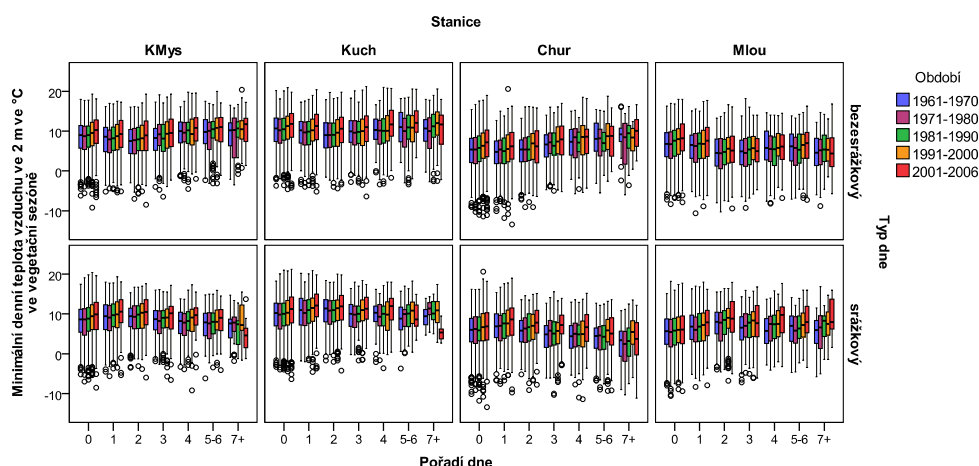 Stanice
KMys Kuch Chur Mlou
Období
1961-1970
1971-1980
1981-1990
1991-2000
2001-2006
Minimální denní teplota vzduchu ve 2 m ve °C
ve vegetační sezóně
20
10
0
-10
20
10
0
-10
bezesrážkový
srážkový
Typ dne
0 1 2 3 4 5-6 7+ 0 1 2 3 4 5-6 7+ 0 1 2 3 4 5-6 7+ 0 1 2 3 4 5-6 7+
Pořadí dne